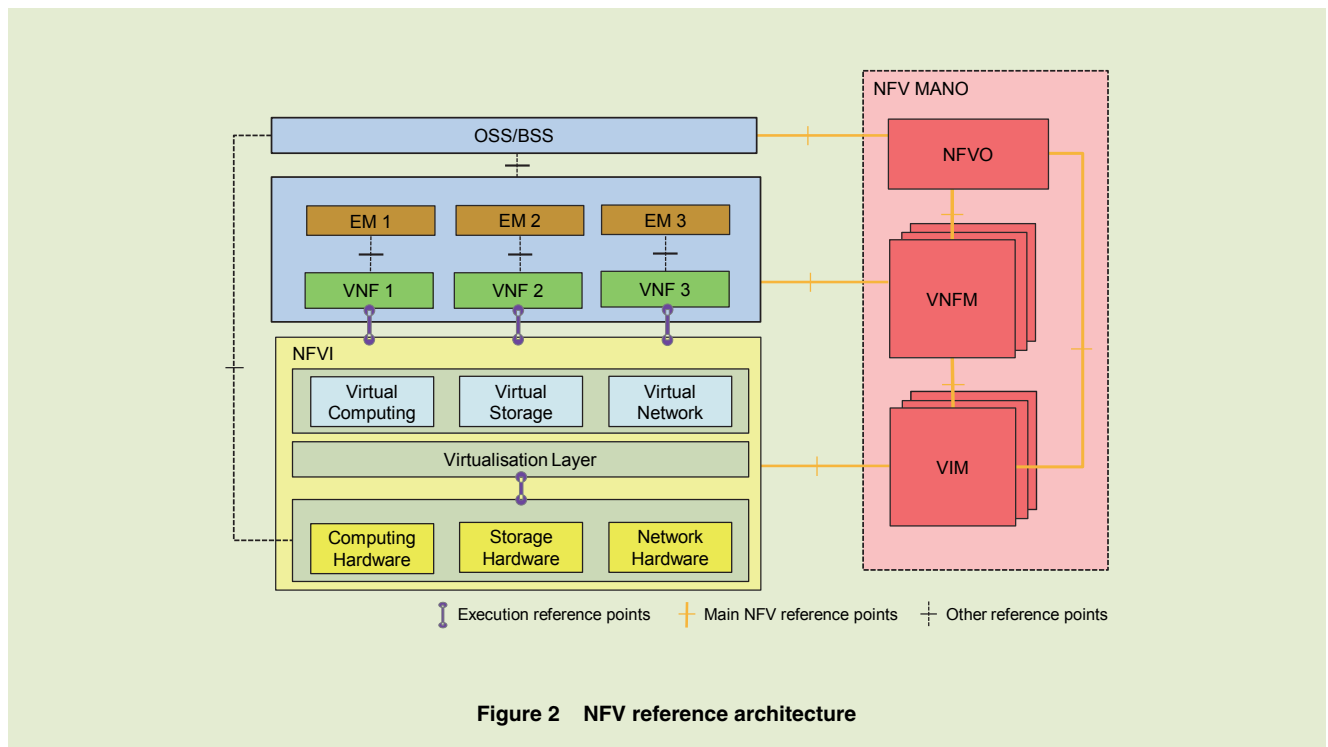 NFV MANO
OSS/BSS
NFVO
EM 1
EM 2
EM 3
VNF 1
VNF 2
VNF 3
VNFM
NFVI
Virtual
Computing
Virtual
Storage
Virtual
Network
Virtualisation Layer
VIM
Computing
Hardware
Storage
Hardware
Network
Hardware
Execution reference points
Main NFV reference points
Other reference points
Figure 2 NFV reference architecture